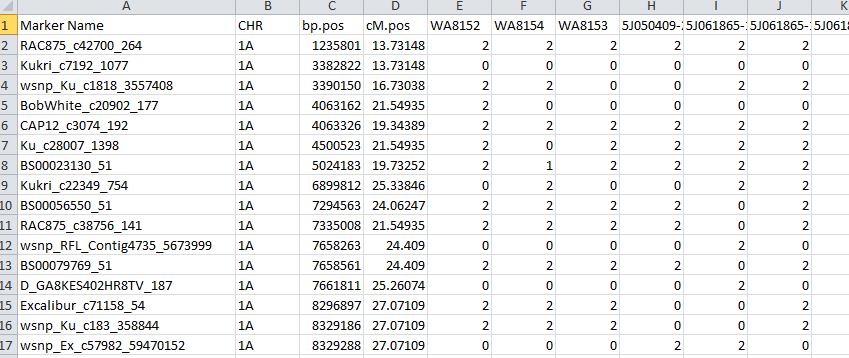 A B C D E F G H I J K
1 Marker Name CHR bp.pos cM.pos WA8152 WA8154 WA8153 5J050409- 5J061865- 5J061865- 5J061
2 RAC875_c42700_264 1A 1235801 13.73148 2 2 2 2 2 2
3 Kukri_c7192_1077 1A 3382822 13.73148 0 0 0 0 0 0
4 wsnp_Ku_c1818_3557408 1A 3390150 16.73038 2 2 0 0 2 2
5 BobWhite_c20902_177 1A 4063162 21.54935 0 2 0 0 0 0
6 CAP12_c3074_192 1A 4063326 19.34389 2 2 2 2 2 2
7 Ku_c28007_1398 1A 4500523 21.54935 2 0 2 2 2 2
8 BS00023130_51 1A 5024183 19.73252 2 1 2 2 2 2
9 Kukri_c22349_754 1A 6899812 25.33846 0 2 0 0 2 2
10 BS00056550_51 1A 7294563 24.06247 2 2 2 2 0 2
11 RAC875_c38756_141 1A 7335008 21.54935 2 2 2 2 2 2
12 wsnp_RFL_Contig4735_5673999 1A 7658263 24.409 0 0 0 0 2 0
13 BS00079769_51 1A 7658561 24.409 2 2 2 2 0 2
14 D_GA8KES402HR8TV_187 1A 7661811 25.26074 0 0 0 0 2 2
15 Excalibur_c71158_54 1A 8296897 27.07109 2 2 2 0 0 2
16 wsnp_Ku_c183_358844 1A 8329186 27.07109 2 2 2 0 0 2
17 wsnp_Ex_c57982_59470152 1A 8329288 27.07109 0 0 0 2 2 0